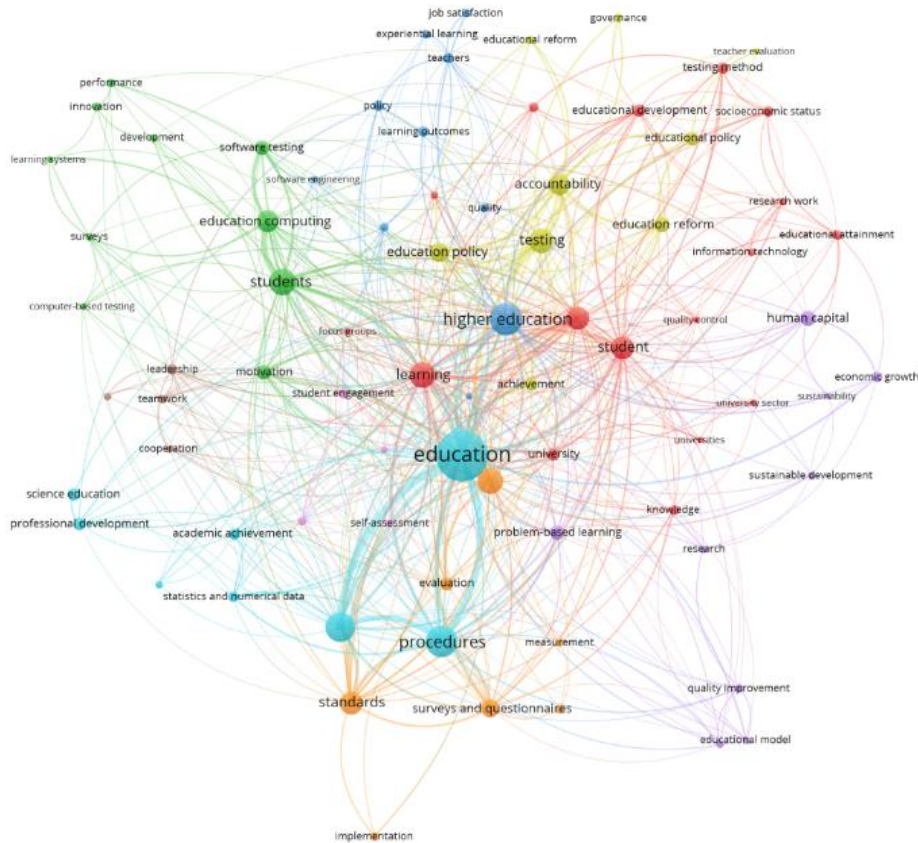 job satisfaction
governance
experiential learning
educational reform
teacher evaluation
teachers
testing method
performance
innovation
policy
educational development
socioeconomic status
development
learning outcomes
educational policy
software testing
learning systems
software engineering
accountability
quality
research work
education computing
education reform
surveys
testing
educational attainment
education policy
information technology
students
computer-based testing
higher education
quality control
human capital
focus groups
student
leadership
motivation
learning
economic growth
achievement
student engagement
sustainability
teamwork
university sector
universities
cooperation
education
university
sustainable development
science education
knowledge
professional development
self-assessment
academic achievement
problem-based learning
research
evaluation
statistics and numerical data
procedures
measurement
quality improvement
standards
surveys and questionnaires
educational model
implementation